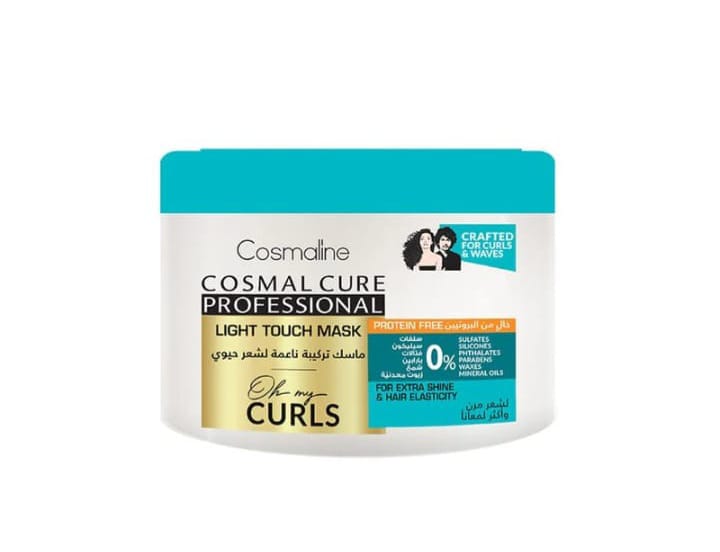 Cosmaline
COSMAL CURE
PROFESSIONAL
LIGHT TOUCH MASK
ماسك تركيبة ناعمة لشعر حيوي
Oh my
CURLS
CRAFTED
FOR CURLS
& WAVES
PROTEIN FREE خال من البروتيين
سلفات
سيليكون
فثالات
بارابين
شمع
زيوت معدنية
0%
SULFATES
SILICONES
PHTHALATES
PARABENS
WAXES
MINERAL OILS
FOR EXTRA SHINE
& HAIR ELASTICITY
لشعر مرن
وأكثر لمعاناً